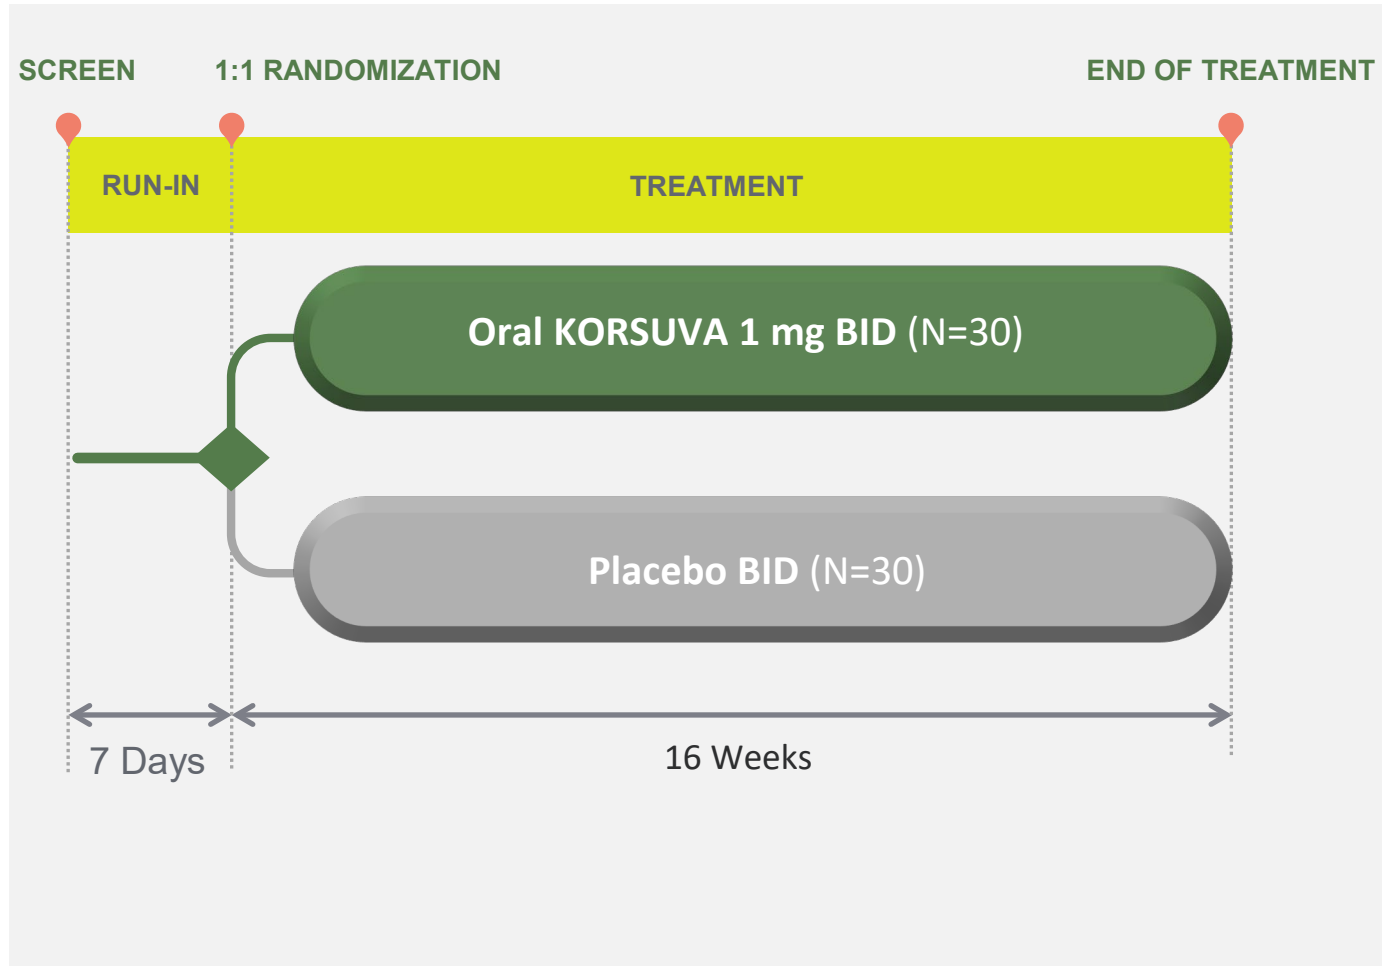 SCREEN
1:1 RANDOMIZATION
END OF TREATMENT
RUN-IN
TREATMENT
Oral KORSUVA 1 mg BID (N=30)
Placebo BID (N=30)
7 Days
16 Weeks